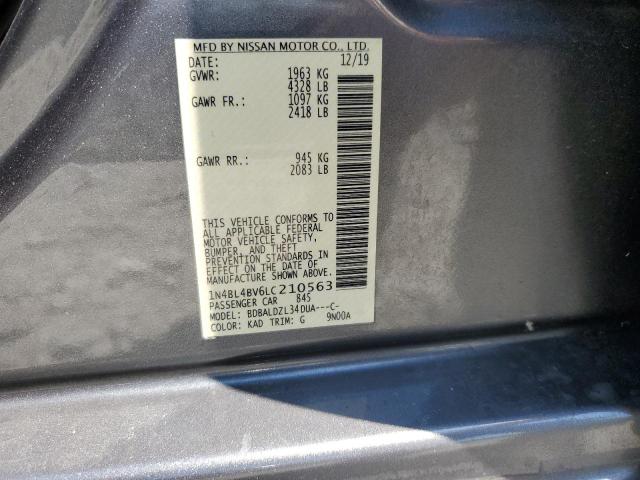 MFD BY NISSAN MOTOR CO., LTD.
DATE: 12/19
GVWR: 1963 KG
4328 LB
GAWR FR.: 1097 KG
2418 LB
GAWR RR.: 945 KG
2083 LB
THIS VEHICLE CONFORMS TO
ALL APPLICABLE FEDERAL
MOTOR VEHICLE SAFETY,
BUMPER, AND THEFT
PREVENTION STANDARDS IN
EFFECT ON THE DATE OF
MANUFACTURE SHOWN ABOVE.
1N4BL4BV6LC210563
PASSENGER CAR 845
MODEL: BDBALDZL34DUA---C-
COLOR: KAD TRIM: G 9N00A